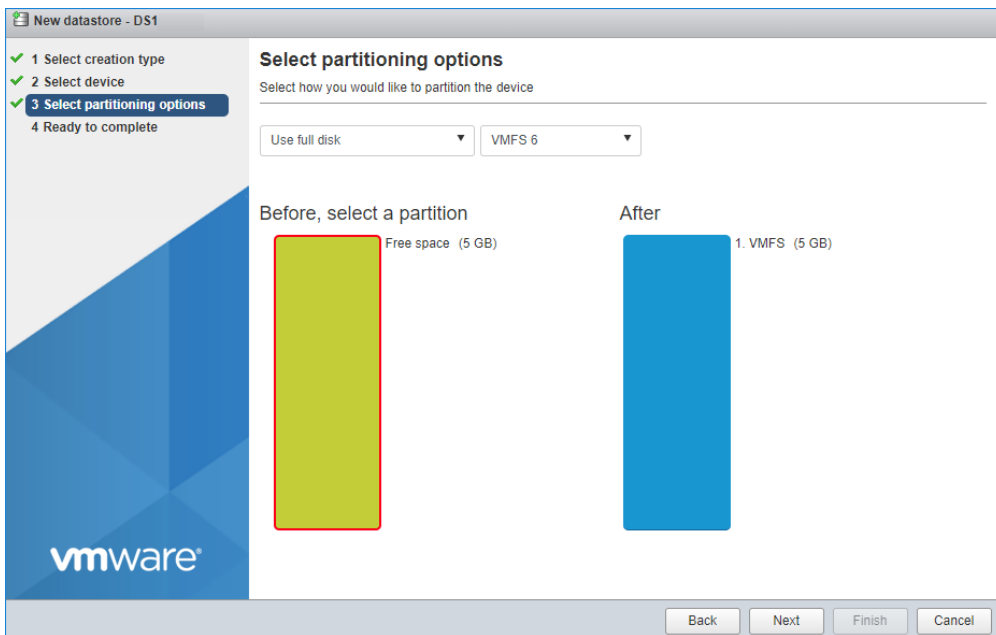 New datastore - DS1
1 Select creation type
2 Select device
3 Select partitioning options
4 Ready to complete
Select partitioning options
Select how you would like to partition the device
Use full disk
VMFS 6
Before, select a partition
After
Free space (5 GB)
1. VMFS (5 GB)
vmware®
Back
Next
Finish
Cancel